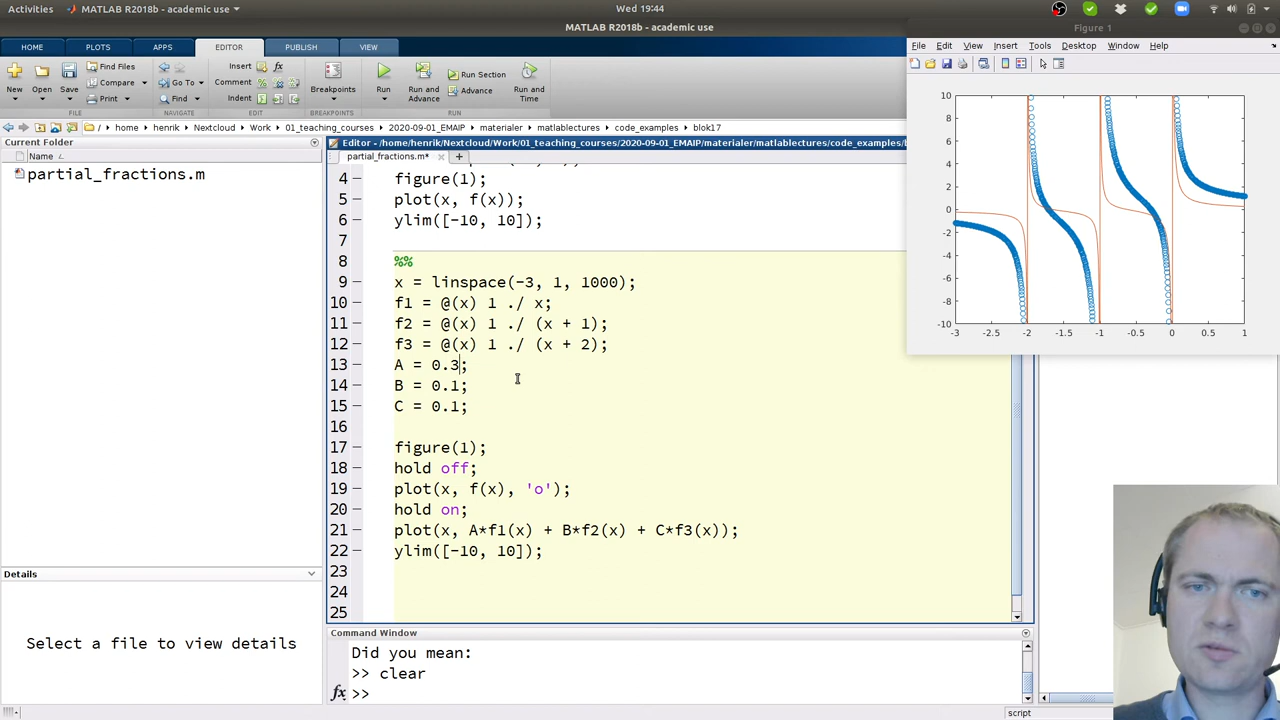 Activities MATLAB R2018b - academic use Wed 19:44
MATLAB R2018b - academic use
HOME PLOTS APPS EDITOR PUBLISH VIEW
New Open Save
Find Files
Compare
Print
Go To
Find
Insert fx
Comment
Indent
Breakpoints
Run
Run and Advance
Run Section
Advance
Run and Time
FILE NAVIGATE EDIT BREAKPOINTS RUN
/ home henrik Nextcloud Work 01_teaching_courses 2020-09-01_EMAIP materialer matlablectures code_examples blok17
Current Folder
Name
partial_fractions.m
Details
Select a file to view details
Editor - /home/henrik/Nextcloud/Work/01_teaching_courses/2020-09-01_EMAIP/materialer/matlablectures/code_examples/b
partial_fractions.m*
4 figure(1);
5 plot(x, f(x));
6 ylim([-10, 10]);
7
8 %%
9 x = linspace(-3, 1, 1000);
10 f1 = @(x) 1 ./ x;
11 f2 = @(x) 1 ./ (x + 1);
12 f3 = @(x) 1 ./ (x + 2);
13 A = 0.3;
14 B = 0.1;
15 C = 0.1;
16
17 figure(1);
18 hold off;
19 plot(x, f(x), 'o');
20 hold on;
21 plot(x, A*f1(x) + B*f2(x) + C*f3(x));
22 ylim([-10, 10]);
23
24
25
Command Window
Did you mean:
>> clear
fx >>
script
Figure 1
File Edit View Insert Tools Desktop Window Help
10
8
6
4
2
0
-2
-4
-6
-8
-10
-3 -2.5 -2 -1.5 -1 -0.5 0 0.5 1